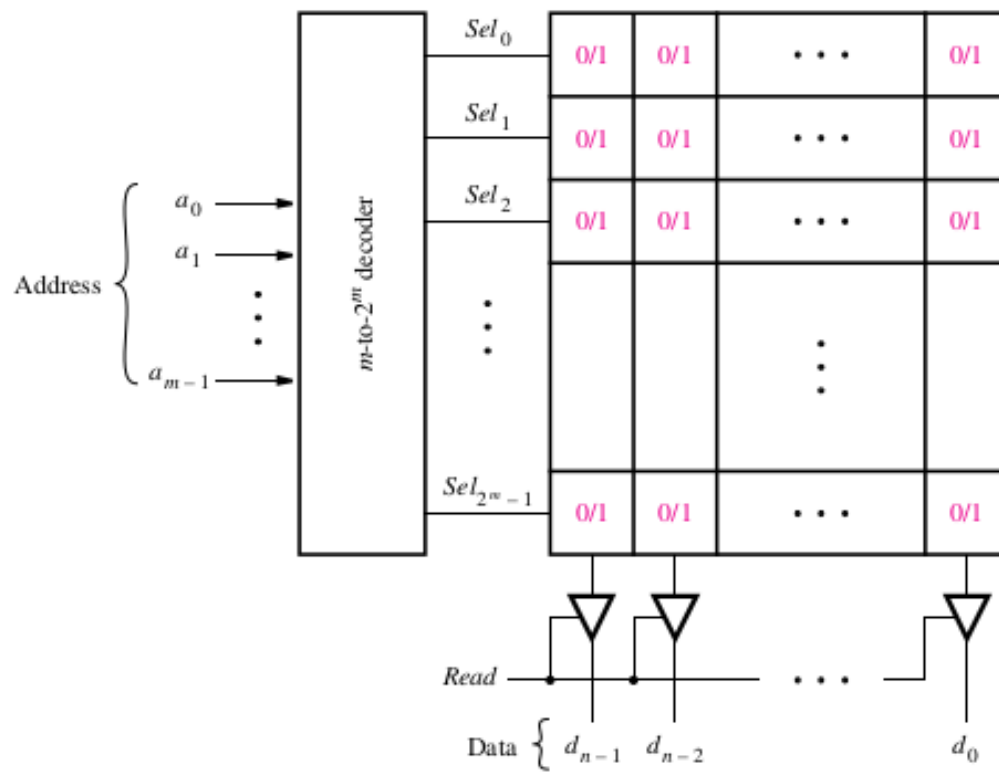 Sel₀ 0/1 0/1 • • • 0/1
Sel₁ 0/1 0/1 • • • 0/1
a₀ Sel₂ 0/1 0/1 • • • 0/1
a₁
Address
m-to-2ᵐ decoder
aₘ₋₁
Sel₂ᵐ₋₁ 0/1 0/1 • • • 0/1
Read • • •
Data { dₙ₋₁ dₙ₋₂ d₀